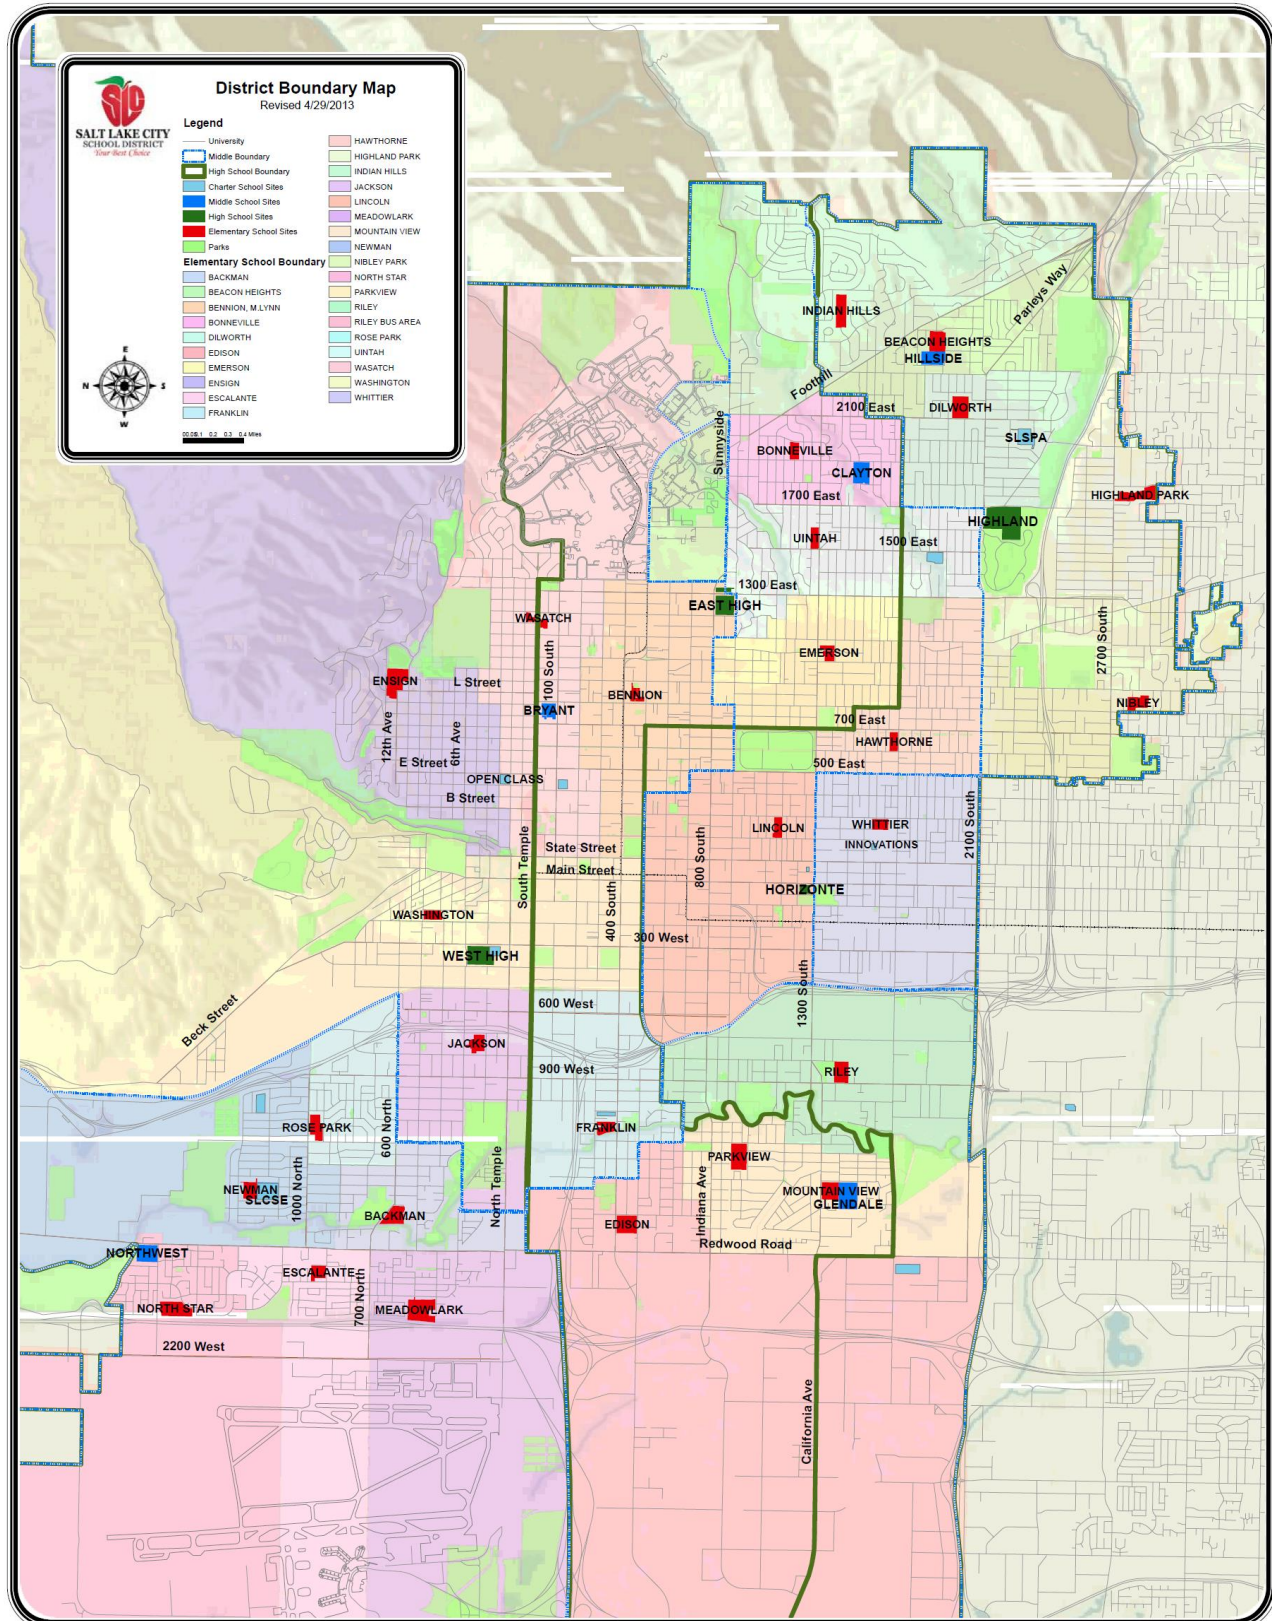 District Boundary Map
Revised 4/29/2013
SLC
SALT LAKE CITY
SCHOOL DISTRICT
Your Best Choice
Legend
University
Middle Boundary
High School Boundary
Charter School Sites
Middle School Sites
High School Sites
Elementary School Sites
Parks
Elementary School Boundary
BACKMAN
BEACON HEIGHTS
BENNION, M.LYNN
BONNEVILLE
DILWORTH
EDISON
EMERSON
ENSIGN
ESCALANTE
FRANKLIN
HAWTHORNE
HIGHLAND PARK
INDIAN HILLS
JACKSON
LINCOLN
MEADOWLARK
MOUNTAIN VIEW
NEWMAN
NIBLEY PARK
NORTH STAR
PARKVIEW
RILEY
RILEY BUS AREA
ROSE PARK
UINTAH
WASATCH
WASHINGTON
WHITTIER
E
N
S
W
0.2 0.3 0.4 Miles
Parleys Way
INDIAN HILLS
BEACON HEIGHTS
HILLSIDE
Foothill
2100 East
DILWORTH
Sunnyside
SLSPA
BONNEVILLE
CLAYTON
1700 East
HIGHLAND PARK
HIGHLAND
UINTAH
1500 East
1300 East
EAST HIGH
WASATCH
2700 South
EMERSON
100 South
ENSIGN
L Street
BENNION
NIBLEY
BRYANT
700 East
12th Ave
6th Ave
HAWTHORNE
E Street
500 East
OPEN CLASS
B Street
2100 South
LINCOLN
WHITTIER
INNOVATIONS
State Street
Main Street
800 South
South Temple
HORIZONTE
400 South
WASHINGTON
300 West
WEST HIGH
1300 South
600 West
Beck Street
JACKSON
900 West
RILEY
600 North
ROSE PARK
FRANKLIN
PARKVIEW
NEWMAN
SLCSE
1000 North
MOUNTAIN VIEW
GLENDALE
North Temple
Indiana Ave
BACKMAN
EDISON
Redwood Road
NORTHWEST
ESCALANTE
700 North
NORTH STAR
MEADOWLARK
2200 West
California Ave